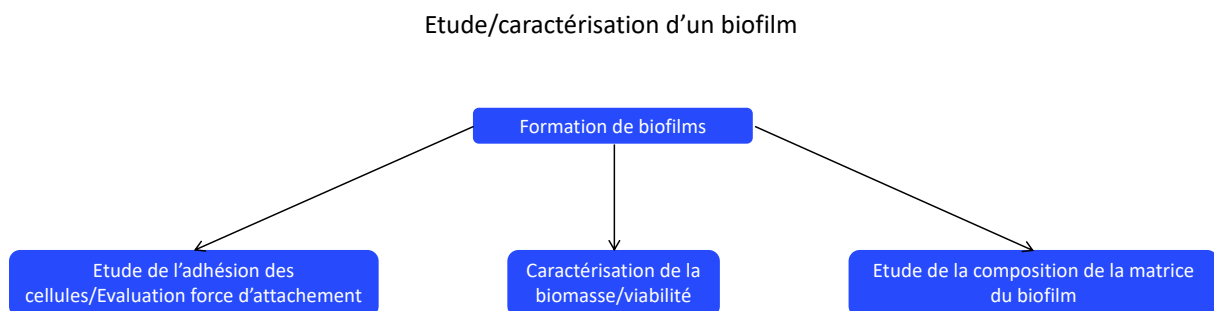 Etude/caractérisation d'un biofilm
Formation de biofilms
Etude de l'adhésion des
cellules/Evaluation force d'attachement
Caractérisation de la
biomasse/viabilité
Etude de la composition de la matrice
du biofilm